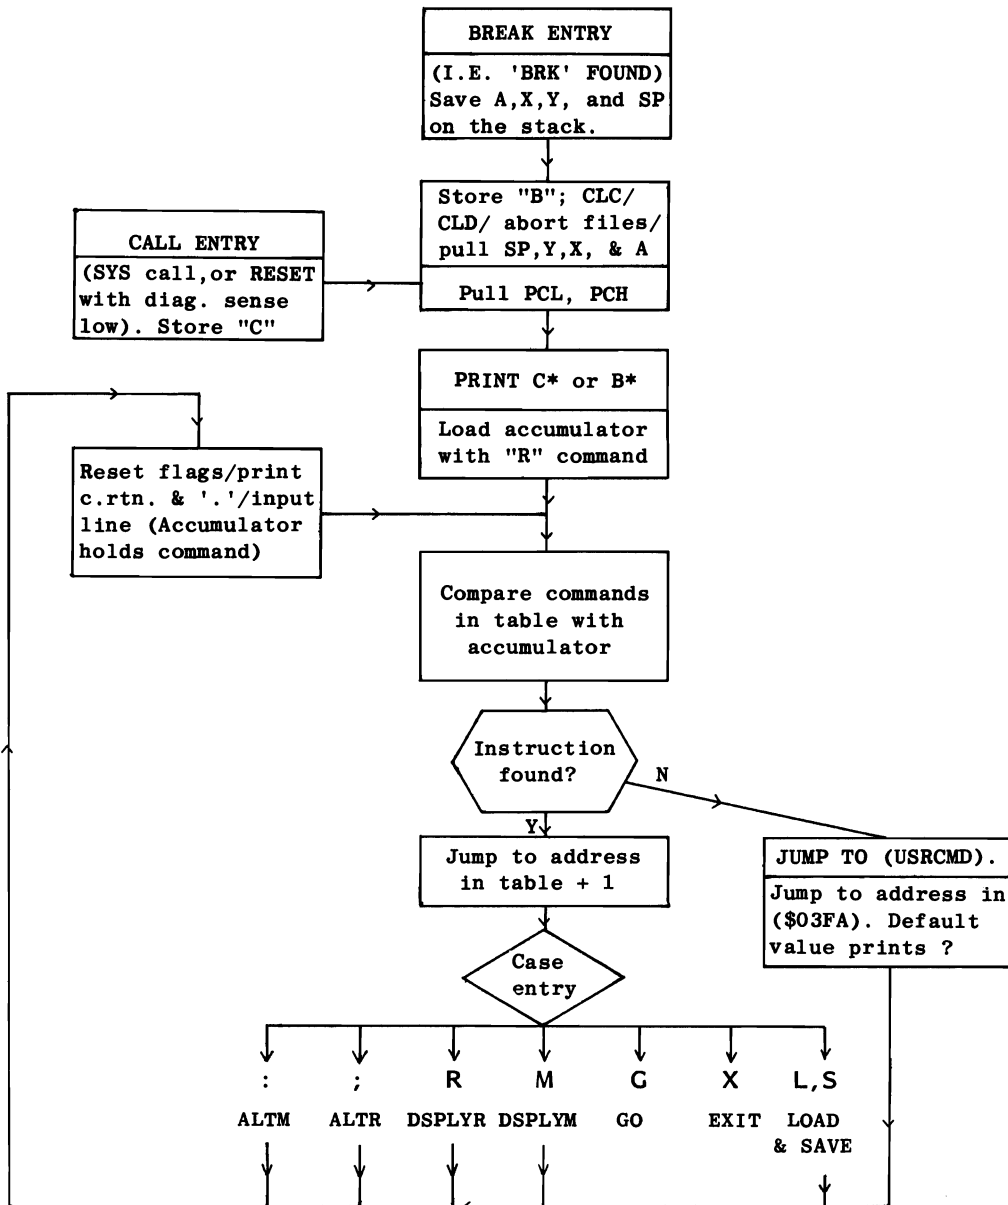 BREAK ENTRY
(I.E. 'BRK' FOUND)
Save A,X,Y, and SP
on the stack.
Store "B"; CLC/
CLD/ abort files/
pull SP,Y,X, & A
Pull PCL, PCH
CALL ENTRY
(SYS call,or RESET
with diag. sense
low). Store "C"
PRINT C* or B*
Load accumulator
with "R" command
Reset flags/print
c.rtn. & '.'/input
line (Accumulator
holds command)
Compare commands
in table with
accumulator
Instruction
found?
N
Y
Jump to address
in table + 1
JUMP TO (USRCMD).
Jump to address in
($03FA). Default
value prints ?
Case
entry
: ; R M G X L,S
ALTM ALTR DSPLYR DSPLYM GO EXIT LOAD
& SAVE